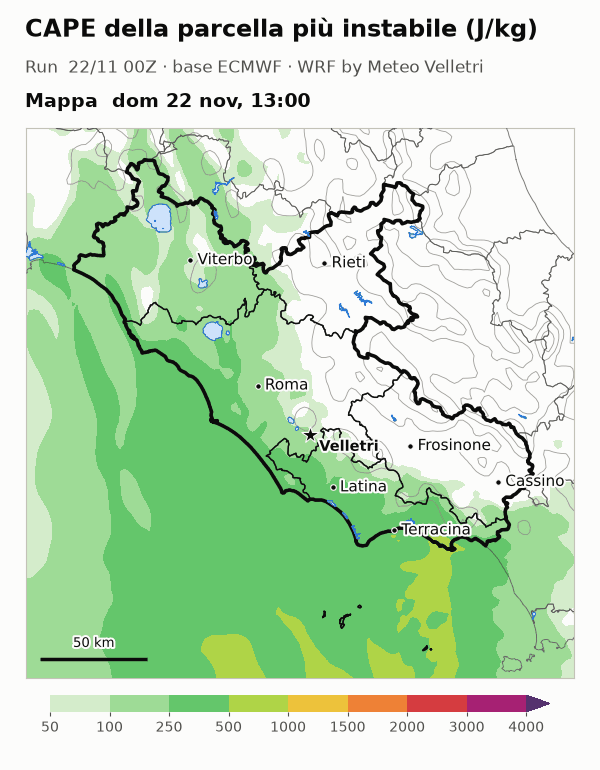 CAPE della parcella più instabile (J/kg)
Run  22/11 00Z · base ECMWF · WRF by Meteo Velletri
Mappa  dom 22 nov, 13:00
Viterbo
Rieti
Roma
Velletri
Frosinone
Cassino
Latina
Terracina
50 km
50 100 250 500 1000 1500 2000 3000 4000